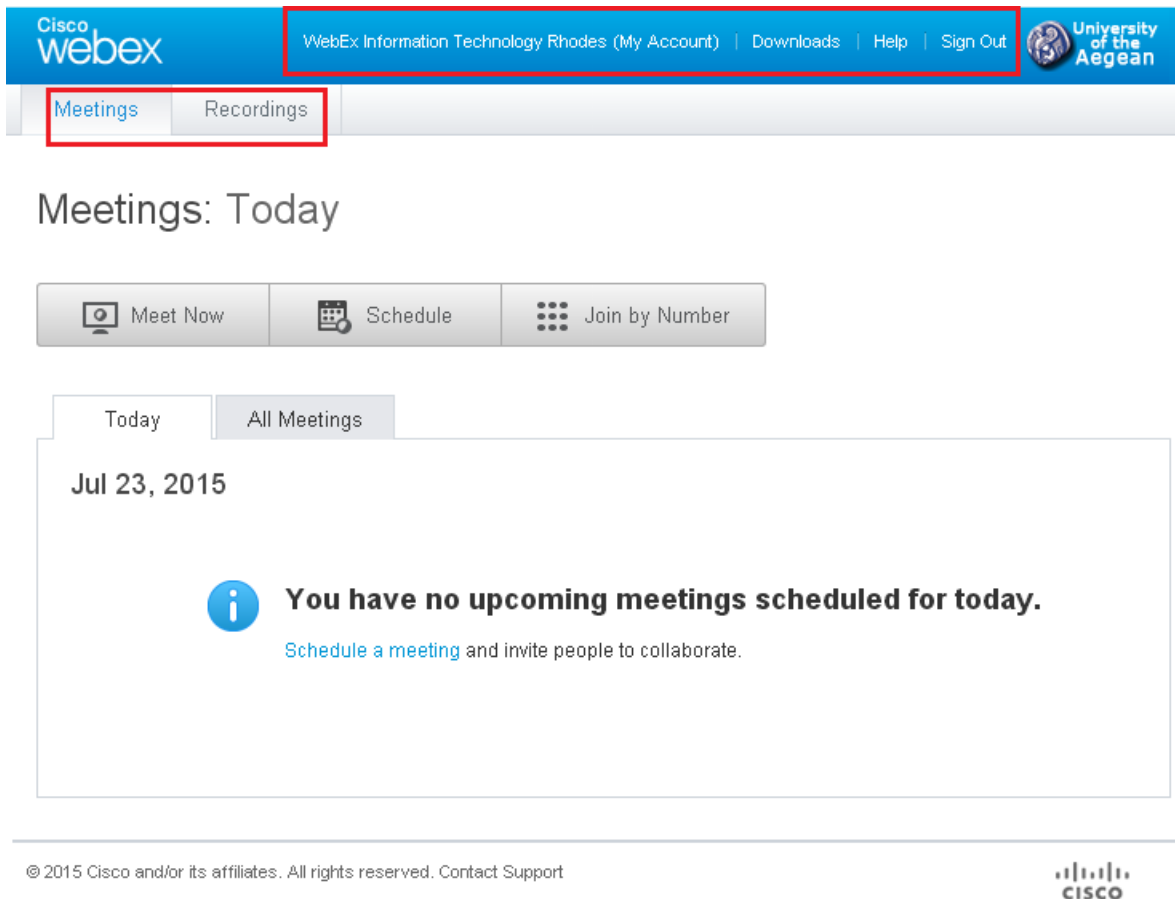 Cisco
webex
WebEx Information Technology Rhodes (My Account) | Downloads | Help | Sign Out
University
of the
Aegean
Meetings Recordings
Meetings: Today
Meet Now Schedule Join by Number
Today All Meetings
Jul 23, 2015
You have no upcoming meetings scheduled for today.
Schedule a meeting and invite people to collaborate.
© 2015 Cisco and/or its affiliates. All rights reserved. Contact Support
CISCO